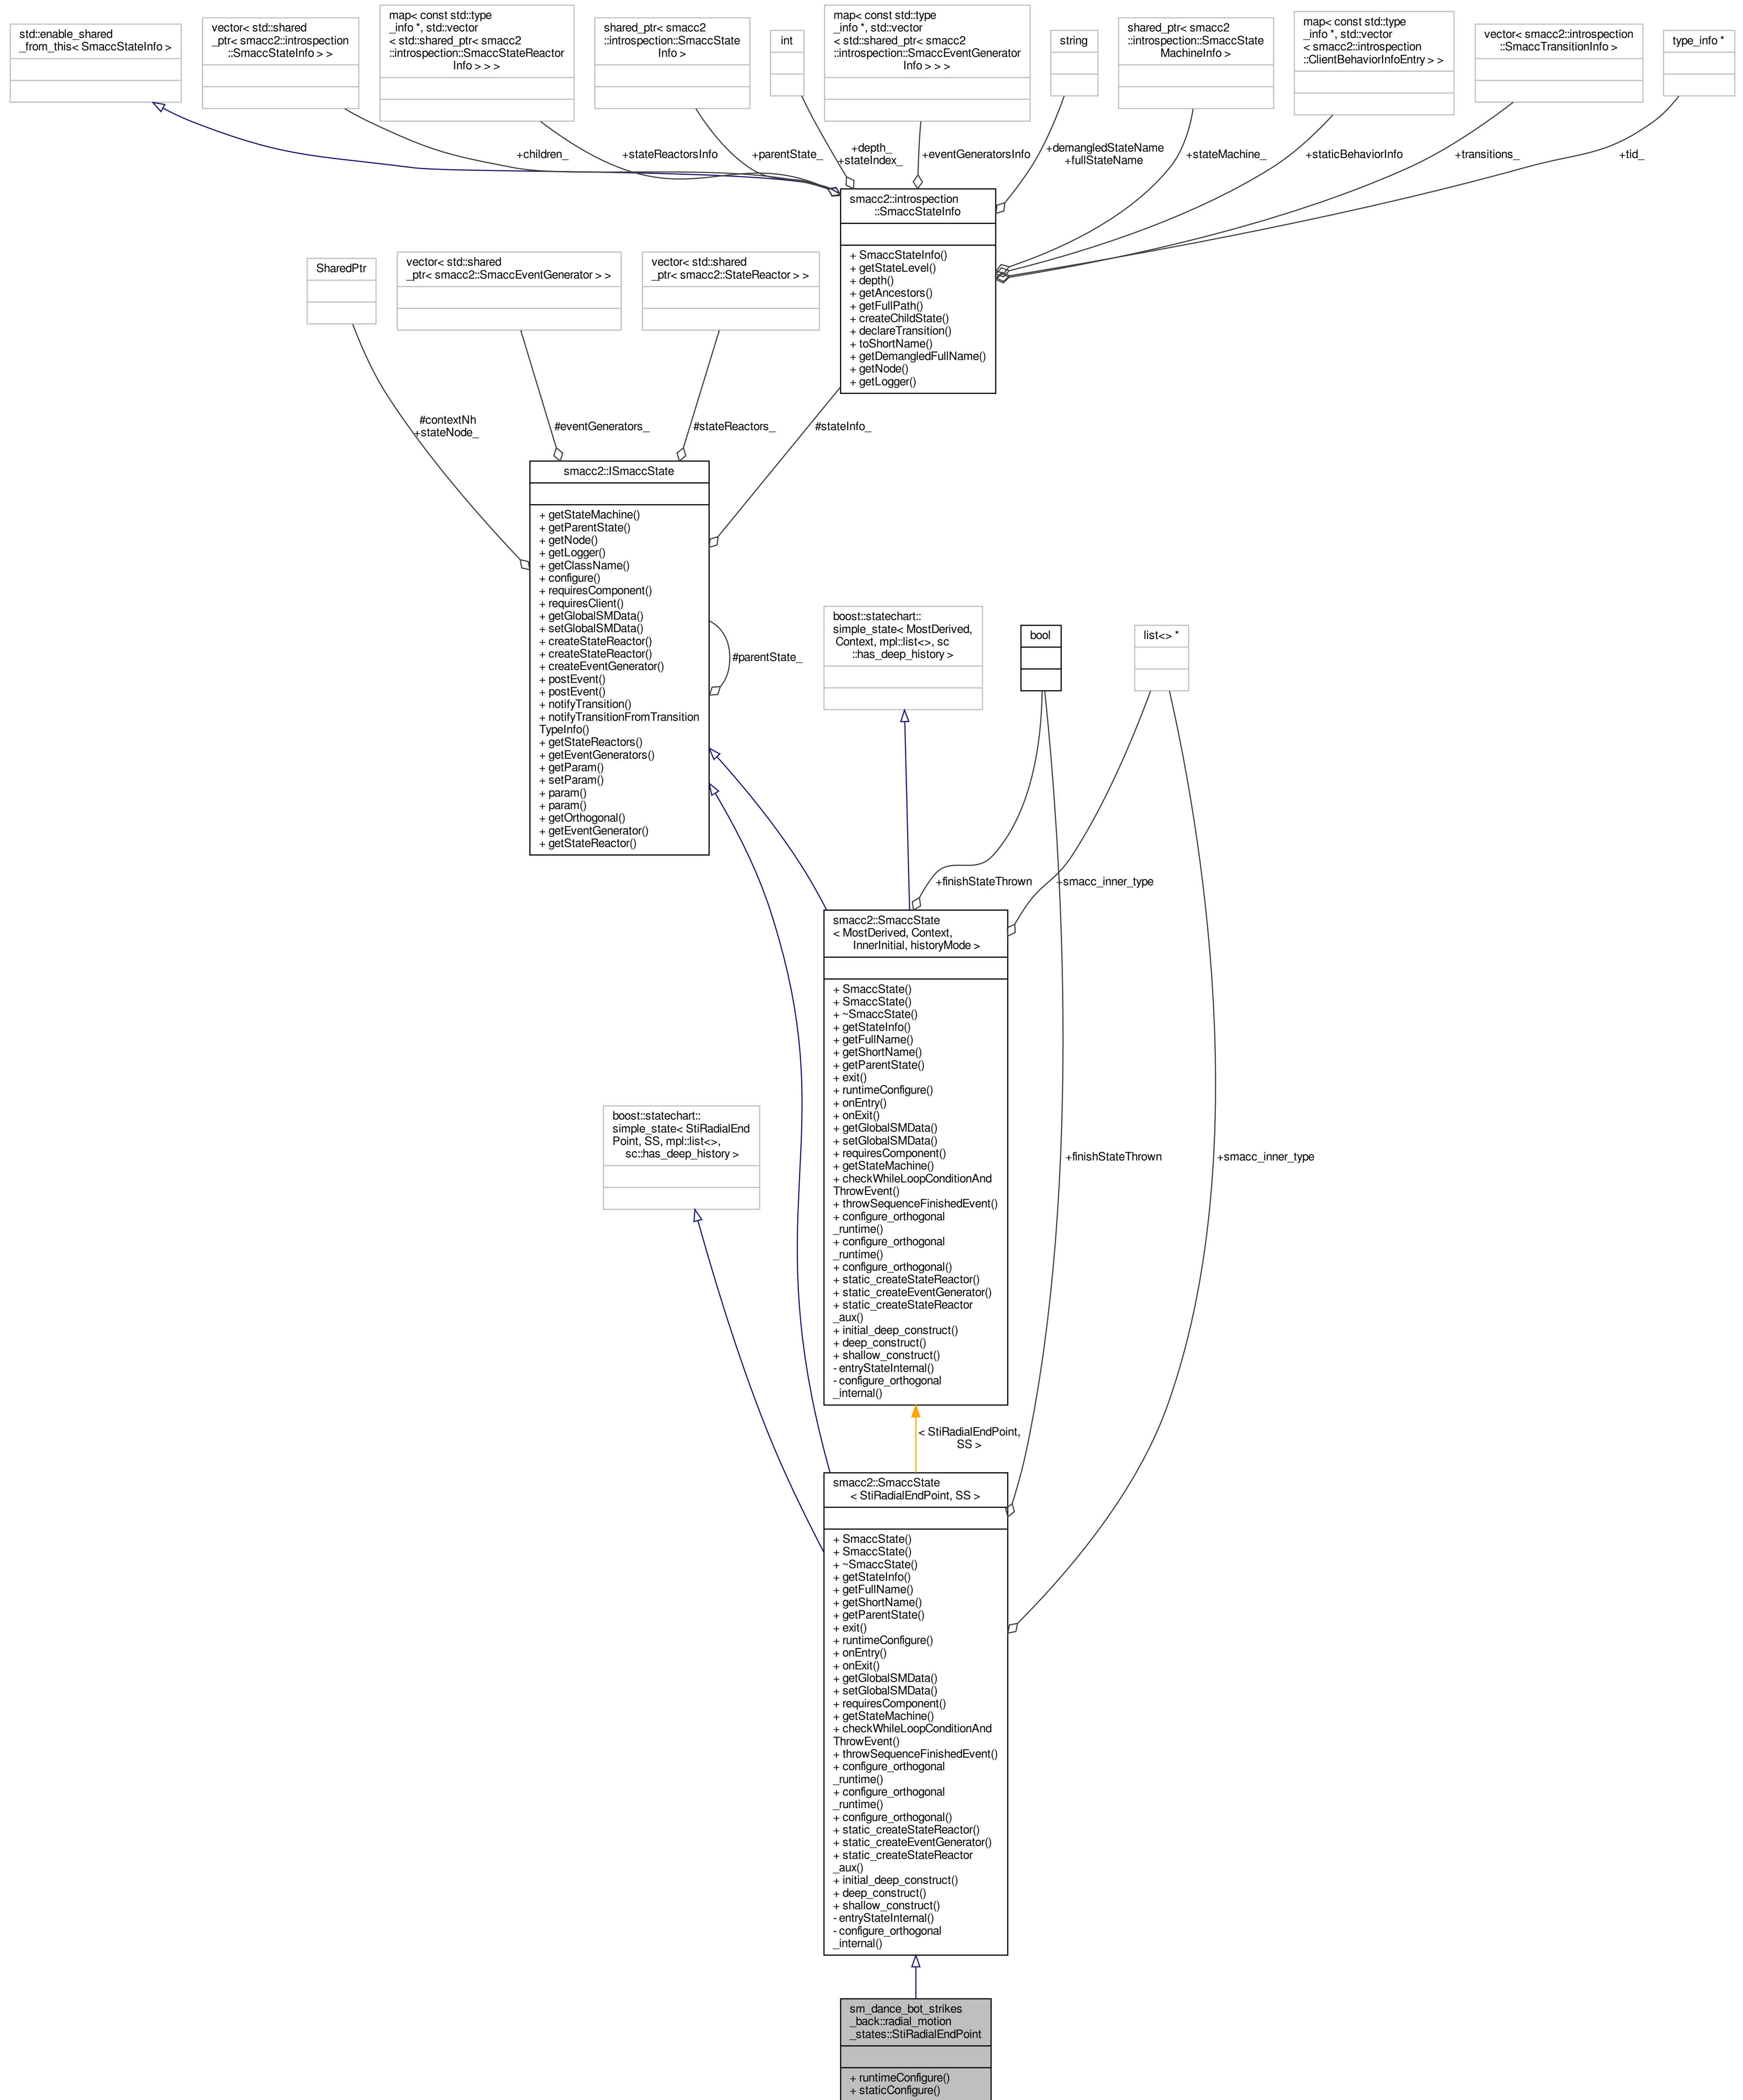 std::enable_shared
_from_this< SmaccStateInfo >
vector< std::shared
_ptr< smacc2::introspection
::SmaccStateInfo > >
map< const std::type
_info *, std::vector
< std::shared_ptr< smacc2
::introspection::SmaccStateReactor
Info > > >
shared_ptr< smacc2
::introspection::SmaccState
Info >
int
map< const std::type
_info *, std::vector
< std::shared_ptr< smacc2
::introspection::SmaccEventGenerator
Info > > >
string
shared_ptr< smacc2
::introspection::SmaccState
MachineInfo >
map< const std::type
_info *, std::vector
< smacc2::introspection
::ClientBehaviorInfoEntry > >
vector< smacc2::introspection
::SmaccTransitionInfo >
type_info *
+children_
+stateReactorsInfo
+parentState_
+depth_
+stateIndex_
+eventGeneratorsInfo
+demangledStateName
+fullStateName
+stateMachine_
+staticBehaviorInfo
+transitions_
+tid_
smacc2::introspection
::SmaccStateInfo
+ SmaccStateInfo()
+ getStateLevel()
+ depth()
+ getAncestors()
+ getFullPath()
+ createChildState()
+ declareTransition()
+ toShortName()
+ getDemangledFullName()
+ getNode()
+ getLogger()
SharedPtr
vector< std::shared
_ptr< smacc2::SmaccEventGenerator > >
vector< std::shared
_ptr< smacc2::StateReactor > >
#contextNh
+stateNode_
#eventGenerators_
#stateReactors_
#stateInfo_
smacc2::ISmaccState
+ getStateMachine()
+ getParentState()
+ getNode()
+ getLogger()
+ getClassName()
+ configure()
+ requiresComponent()
+ requiresClient()
+ getGlobalSMData()
+ setGlobalSMData()
+ createStateReactor()
+ createStateReactor()
+ createEventGenerator()
+ postEvent()
+ postEvent()
+ notifyTransition()
+ notifyTransitionFromTransition
TypeInfo()
+ getStateReactors()
+ getEventGenerators()
+ getParam()
+ setParam()
+ param()
+ param()
+ getOrthogonal()
+ getEventGenerator()
+ getStateReactor()
#parentState_
boost::statechart::
simple_state< MostDerived,
Context, mpl::list<>, sc
::has_deep_history >
bool
list<> *
+finishStateThrown
+smacc_inner_type
smacc2::SmaccState
< MostDerived, Context,
InnerInitial, historyMode >
+ SmaccState()
+ SmaccState()
+ ~SmaccState()
+ getStateInfo()
+ getFullName()
+ getShortName()
+ getParentState()
+ exit()
+ runtimeConfigure()
+ onEntry()
+ onExit()
+ getGlobalSMData()
+ setGlobalSMData()
+ requiresComponent()
+ getStateMachine()
+ checkWhileLoopConditionAnd
ThrowEvent()
+ throwSequenceFinishedEvent()
+ configure_orthogonal
_runtime()
+ configure_orthogonal
_runtime()
+ configure_orthogonal()
+ static_createStateReactor()
+ static_createEventGenerator()
+ static_createStateReactor
_aux()
+ initial_deep_construct()
+ deep_construct()
+ shallow_construct()
- entryStateInternal()
- configure_orthogonal
_internal()
boost::statechart::
simple_state< StiRadialEnd
Point, SS, mpl::list<>,
sc::has_deep_history >
+finishStateThrown
+smacc_inner_type
< StiRadialEndPoint,
SS >
smacc2::SmaccState
< StiRadialEndPoint, SS >
+ SmaccState()
+ SmaccState()
+ ~SmaccState()
+ getStateInfo()
+ getFullName()
+ getShortName()
+ getParentState()
+ exit()
+ runtimeConfigure()
+ onEntry()
+ onExit()
+ getGlobalSMData()
+ setGlobalSMData()
+ requiresComponent()
+ getStateMachine()
+ checkWhileLoopConditionAnd
ThrowEvent()
+ throwSequenceFinishedEvent()
+ configure_orthogonal
_runtime()
+ configure_orthogonal
_runtime()
+ configure_orthogonal()
+ static_createStateReactor()
+ static_createEventGenerator()
+ static_createStateReactor
_aux()
+ initial_deep_construct()
+ deep_construct()
+ shallow_construct()
- entryStateInternal()
- configure_orthogonal
_internal()
sm_dance_bot_strikes
_back::radial_motion
_states::StiRadialEndPoint
+ runtimeConfigure()
+ staticConfigure()